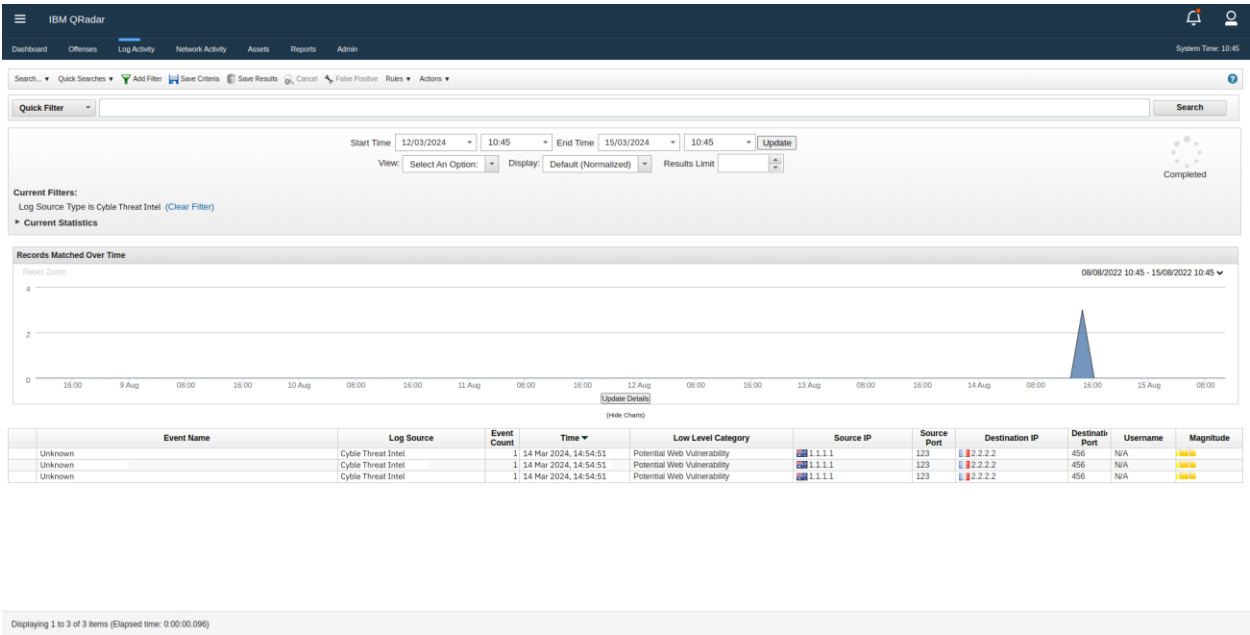 IBM QRadar
Dashboard Offenses Log Activity Network Activity Assets Reports Admin System Time: 10:45
Search... Quick Searches Add Filter Save Criteria Save Results Cancel False Positive Rules Actions
Quick Filter Search
Start Time 12/03/2024 10:45 End Time 15/03/2024 10:45 Update
View: Select An Option: Display: Default (Normalized) Results Limit
Completed
Current Filters:
Log Source Type is Cyble Threat Intel (Clear Filter)
Current Statistics
Records Matched Over Time
Reset Zoom 08/08/2022 10:45 - 15/08/2022 10:45
4
2
0
16:00 9 Aug 08:00 16:00 10 Aug 08:00 16:00 11 Aug 08:00 16:00 12 Aug 08:00 16:00 13 Aug 08:00 16:00 14 Aug 08:00 16:00 15 Aug 08:00
Update Details
(Hide Charts)
Event Name Log Source Event Count Time Low Level Category Source IP Source Port Destination IP Destinati Port Username Magnitude
Unknown Cyble Threat Intel 1 14 Mar 2024, 14:54:51 Potential Web Vulnerability 1.1.1.1 123 2.2.2.2 456 N/A
Unknown Cyble Threat Intel 1 14 Mar 2024, 14:54:51 Potential Web Vulnerability 1.1.1.1 123 2.2.2.2 456 N/A
Unknown Cyble Threat Intel 1 14 Mar 2024, 14:54:51 Potential Web Vulnerability 1.1.1.1 123 2.2.2.2 456 N/A
Displaying 1 to 3 of 3 items (Elapsed time: 0:00:00.096)